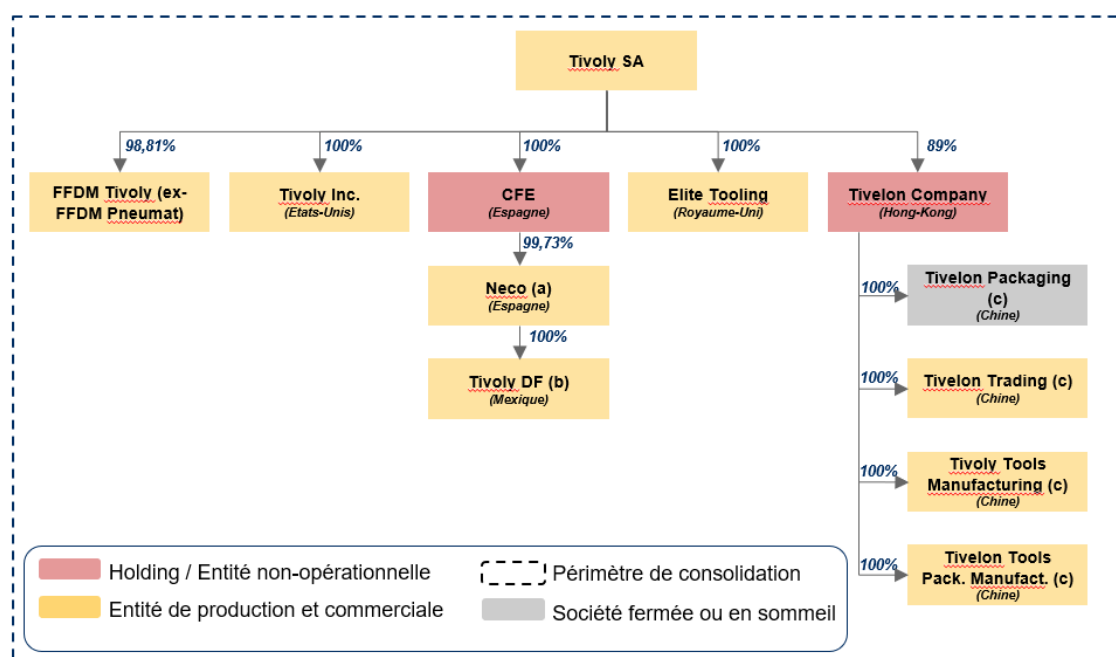 Tivoly SA
98,81%
100%
100%
100%
89%
FFDM Tivoly (ex-
FFDM Pneumat)
Tivoly Inc.
(Etats-Unis)
CFE
(Espagne)
Elite Tooling
(Royaume-Uni)
Tivelon Company
(Hong-Kong)
99,73%
Neco (a)
(Espagne)
100%
Tivoly DF (b)
(Mexique)
100%
Tivelon Packaging
(c)
(Chine)
100%
Tivelon Trading (c)
(Chine)
100%
Tivoly Tools
Manufacturing (c)
(Chine)
100%
Tivelon Tools
Pack. Manufact. (c)
(Chine)
Holding / Entité non-opérationnelle
Périmètre de consolidation
Entité de production et commerciale
Société fermée ou en sommeil